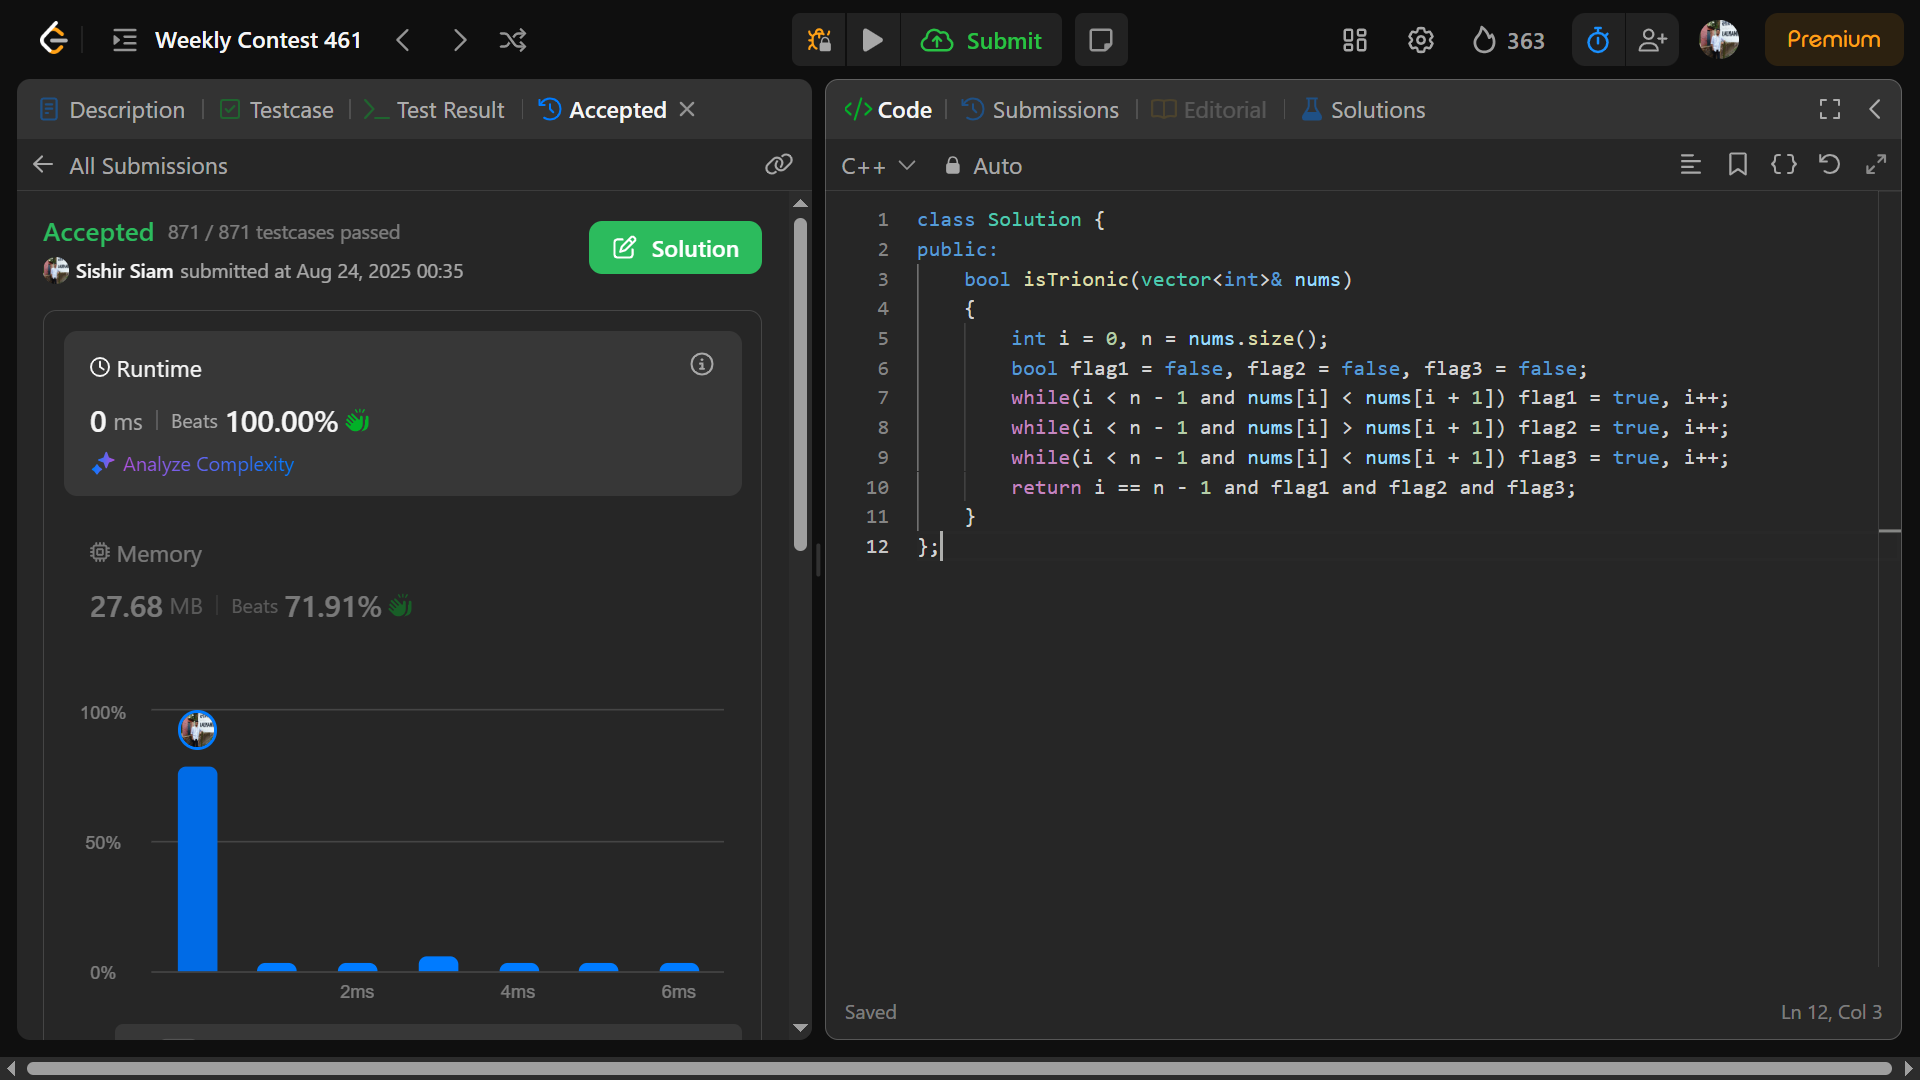 Weekly Contest 461
Submit
363
Premium
Description
Testcase
Test Result
Accepted
All Submissions
Accepted 871 / 871 testcases passed
Sishir Siam submitted at Aug 24, 2025 00:35
Solution
Runtime
0 ms Beats 100.00%
Analyze Complexity
Memory
27.68 MB Beats 71.91%
100%
50%
0%
2ms 4ms 6ms
</> Code
Submissions
Editorial
Solutions
C++
Auto
1 class Solution {
2 public:
3     bool isTrionic(vector<int>& nums)
4     {
5         int i = 0, n = nums.size();
6         bool flag1 = false, flag2 = false, flag3 = false;
7         while(i < n - 1 and nums[i] < nums[i + 1]) flag1 = true, i++;
8         while(i < n - 1 and nums[i] > nums[i + 1]) flag2 = true, i++;
9         while(i < n - 1 and nums[i] < nums[i + 1]) flag3 = true, i++;
10         return i == n - 1 and flag1 and flag2 and flag3;
11     }
12 };
Saved
Ln 12, Col 3